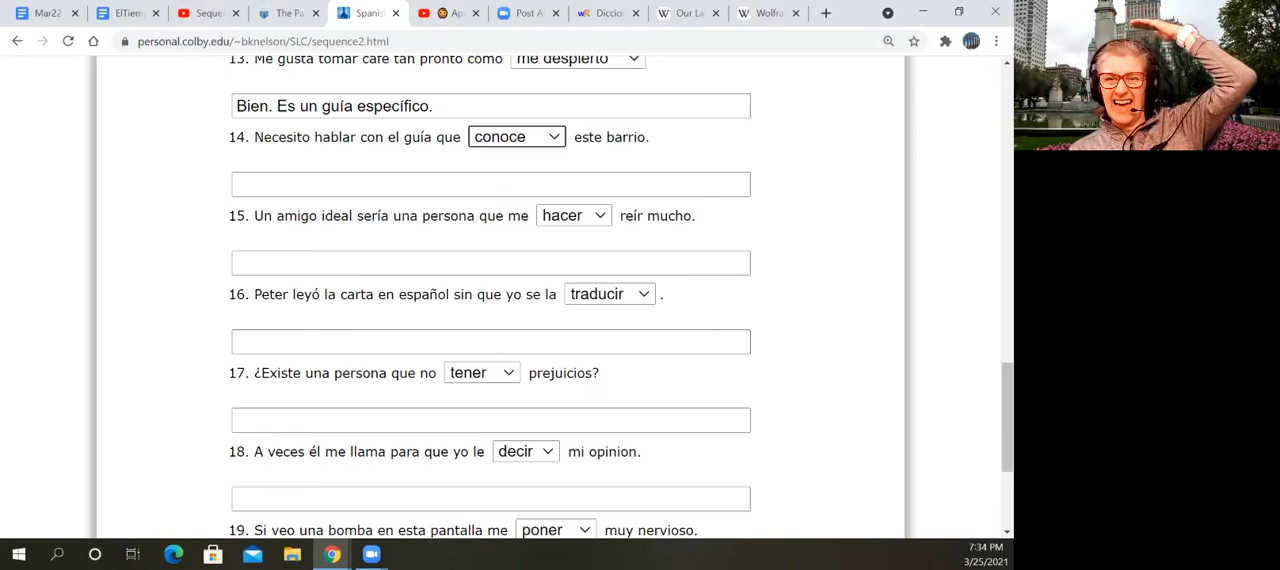 Mar22
ElTiem
Seque
The Pa
Spanis
Ap
Post A
Diccio
Our La
Wolfra
personal.colby.edu/~bknelson/SLC/sequence2.html
13. Me gusta tomar café tan pronto como me despierto
Bien. Es un guía específico.
14. Necesito hablar con el guía que conoce este barrio.
15. Un amigo ideal sería una persona que me hacer reír mucho.
16. Peter leyó la carta en español sin que yo se la traducir .
17. ¿Existe una persona que no tener prejuicios?
18. A veces él me llama para que yo le decir mi opinion.
19. Si veo una bomba en esta pantalla me poner muy nervioso.
7:34 PM
3/25/2021